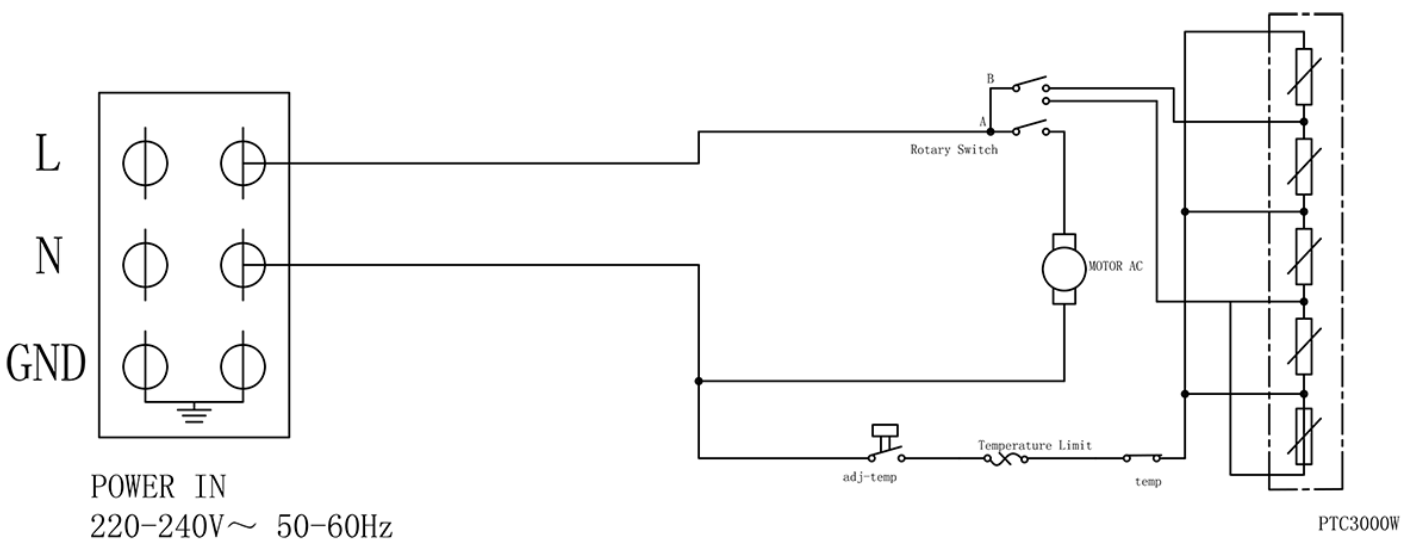 L
N
GND
POWER IN
220-240V～ 50-60Hz
B
A
Rotary Switch
MOTOR AC
adj-temp
Temperature Limit
temp
PTC3000W